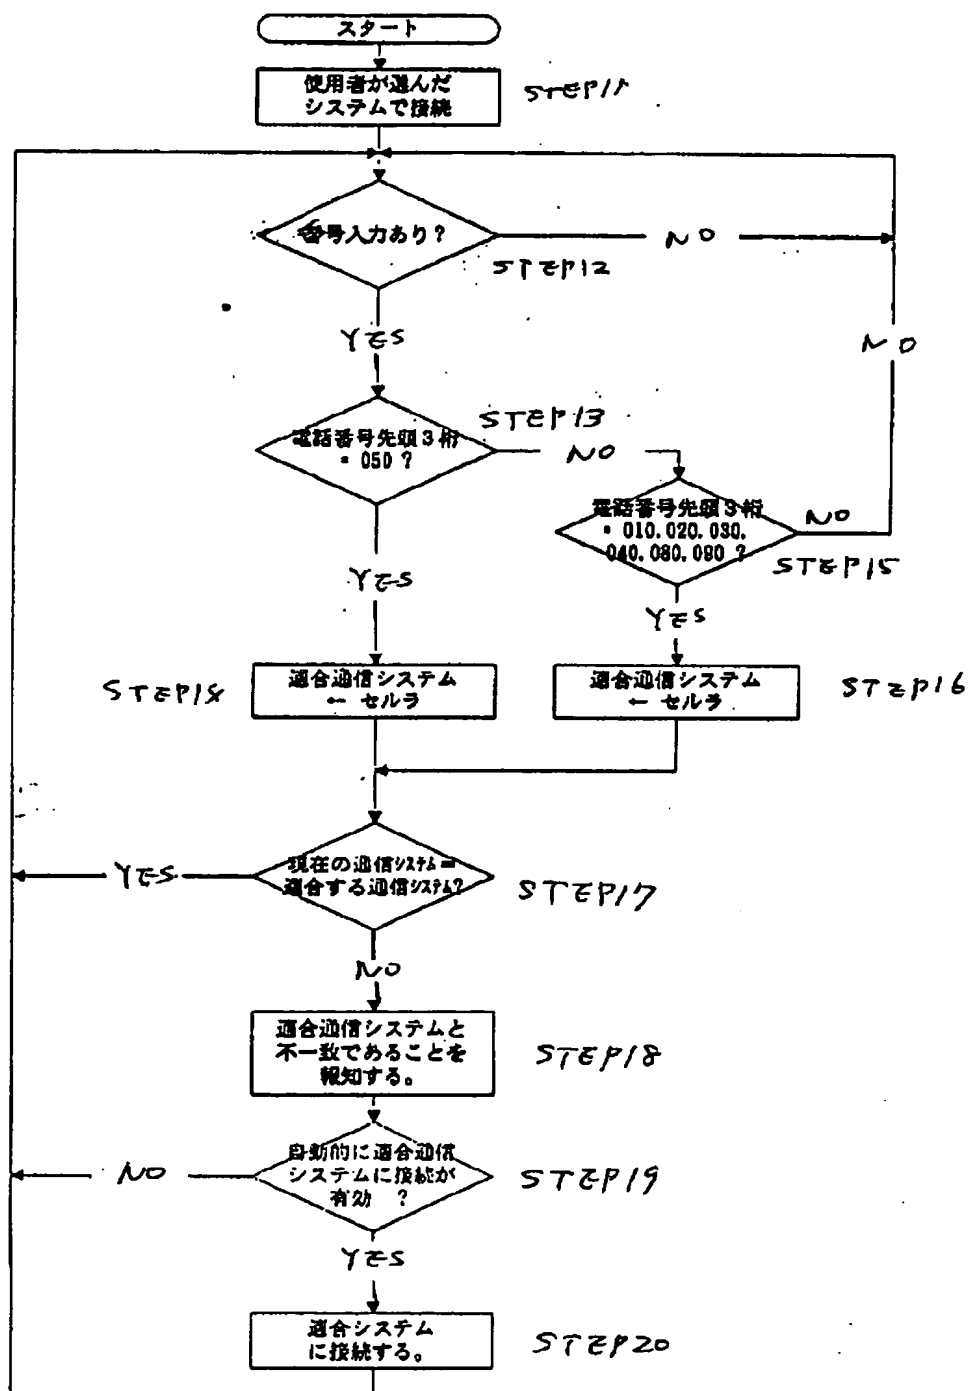 スタート
使用者が選んだ
システムで接続
STEP11
番号入力あり?
NO
STEP12
YES
NO
STEP13
電話番号先頭3桁
= 050 ?
NO
電話番号先頭3桁
= 010.020.030.
040.080.090 ?
NO
STEP15
YES
YES
STEP14
適合通信システム
← セルラ
適合通信システム
← セルラ
STEP16
現在の通信システム=
適合する通信システム?
YES
STEP17
NO
適合通信システムと
不一致であることを
報知する。
STEP18
自動的に適合通信
システムに接続が
有効 ?
NO
STEP19
YES
適合システム
に接続する。
STEP20